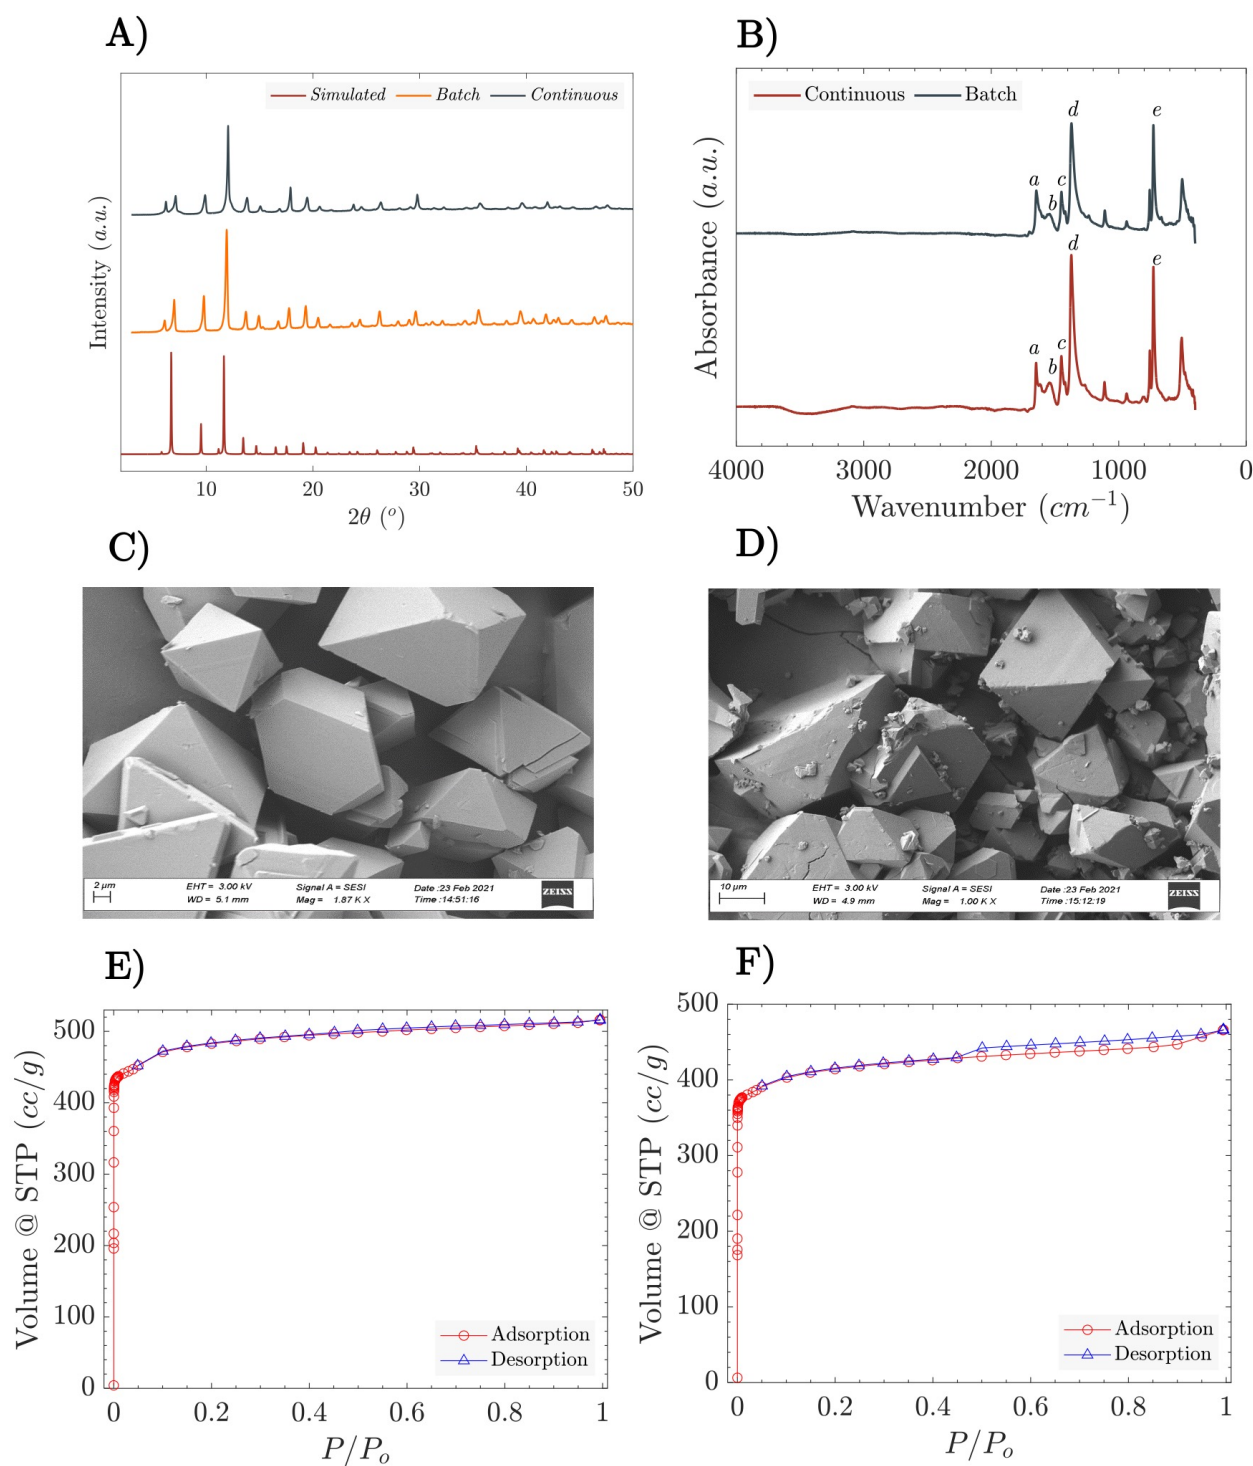 A)
Simulated Batch Continuous
Intensity (a.u.)
10 20 30 40 50
2θ (°)
B)
Continuous Batch
Absorbance (a.u.)
a b c d e
a b c d e
4000 3000 2000 1000 0
Wavenumber (cm⁻¹)
C)
2 µm
EHT = 3.00 kV Signal A = SESI Date :23 Feb 2021
WD = 5.1 mm Mag = 1.87 K X Time :14:51:16
ZEISS
D)
10 µm
EHT = 3.00 kV Signal A = SESI Date :23 Feb 2021
WD = 4.9 mm Mag = 1.00 K X Time :15:12:19
ZEISS
E)
Volume @ STP (cc/g)
500
400
300
200
100
0
Adsorption
Desorption
0 0.2 0.4 0.6 0.8 1
P/Pₒ
F)
Volume @ STP (cc/g)
500
400
300
200
100
0
Adsorption
Desorption
0 0.2 0.4 0.6 0.8 1
P/Pₒ